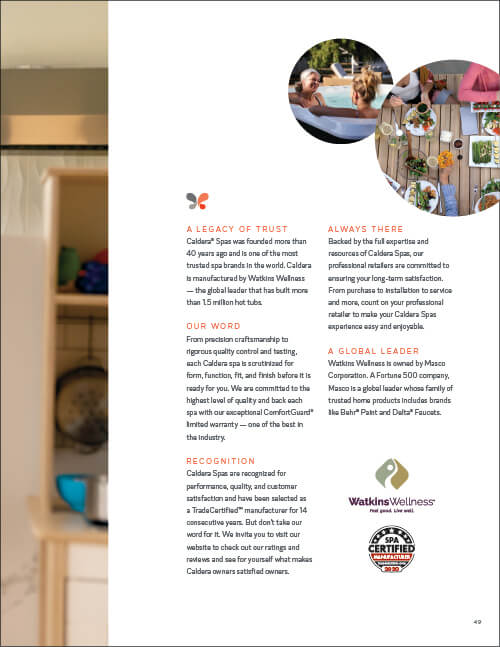 A LEGACY OF TRUST
Caldera® Spas was founded more than
40 years ago and is one of the most
trusted spa brands in the world. Caldera
is manufactured by Watkins Wellness
— the global leader that has built more
than 1.5 million hot tubs.
OUR WORD
From precision craftsmanship to
rigorous quality control and testing,
each Caldera spa is scrutinized for
form, function, fit, and finish before it is
ready for you. We are committed to the
highest level of quality and back each
spa with our exceptional ComfortGuard®
limited warranty — one of the best in
the industry.
RECOGNITION
Caldera Spas are recognized for
performance, quality, and customer
satisfaction and have been selected as
a TradeCertified™ manufacturer for 14
consecutive years. But don't take our
word for it. We invite you to visit our
website to check out our ratings and
reviews and see for yourself what makes
Caldera owners satisfied owners.
ALWAYS THERE
Backed by the full expertise and
resources of Caldera Spas, our
professional retailers are committed to
ensuring your long-term satisfaction.
From purchase to installation to service
and more, count on your professional
retailer to make your Caldera Spas
experience easy and enjoyable.
A GLOBAL LEADER
Watkins Wellness is owned by Masco
Corporation. A Fortune 500 company,
Masco is a global leader whose family of
trusted home products includes brands
like Behr® Paint and Delta® Faucets.
WatkinsWellness
Feel good. Live well.
SPA
CERTIFIED
MANUFACTURER
2020
49